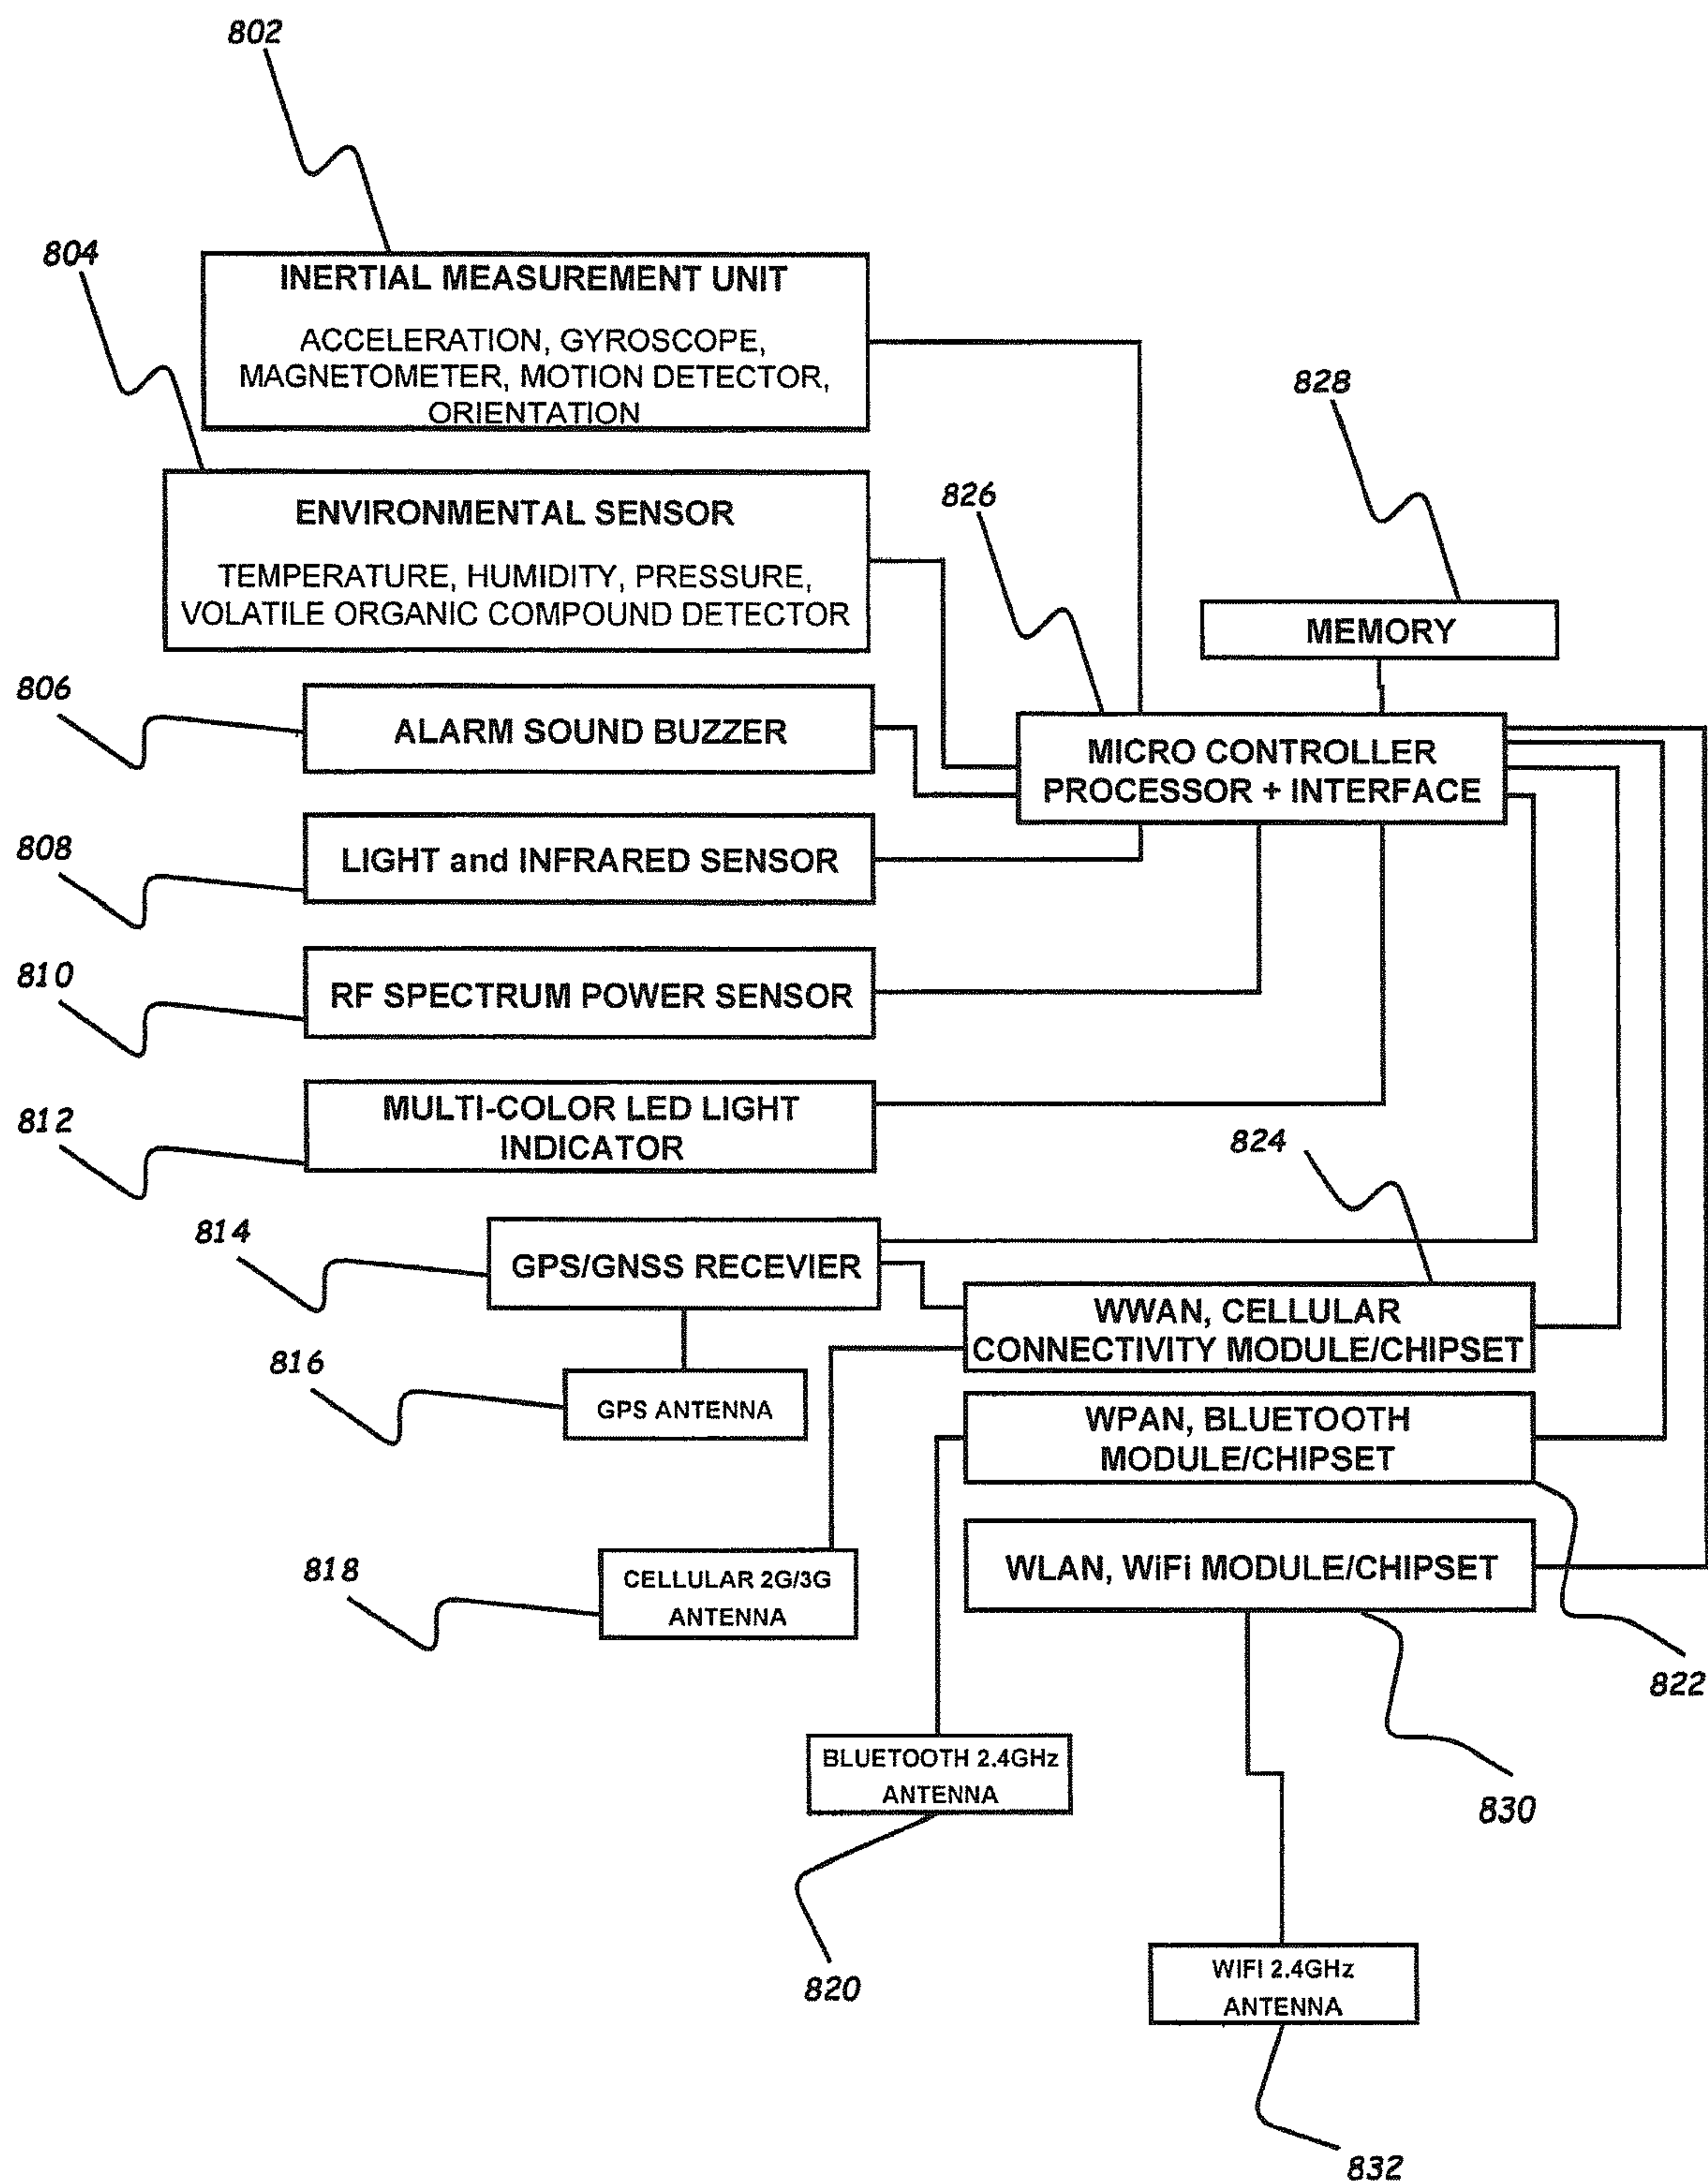 802
804
INERTIAL MEASUREMENT UNIT
ACCELERATION, GYROSCOPE,
MAGNETOMETER, MOTION DETECTOR,
ORIENTATION
828
ENVIRONMENTAL SENSOR
TEMPERATURE, HUMIDITY, PRESSURE,
VOLATILE ORGANIC COMPOUND DETECTOR
826
MEMORY
806
ALARM SOUND BUZZER
MICRO CONTROLLER
PROCESSOR + INTERFACE
808
LIGHT and INFRARED SENSOR
810
RF SPECTRUM POWER SENSOR
812
MULTI-COLOR LED LIGHT
INDICATOR
824
814
GPS/GNSS RECEVIER
WWAN, CELLULAR
CONNECTIVITY MODULE/CHIPSET
816
GPS ANTENNA
WPAN, BLUETOOTH
MODULE/CHIPSET
818
CELLULAR 2G/3G
ANTENNA
WLAN, WiFi MODULE/CHIPSET
822
BLUETOOTH 2.4GHz
ANTENNA
830
820
WIFI 2.4GHz
ANTENNA
832